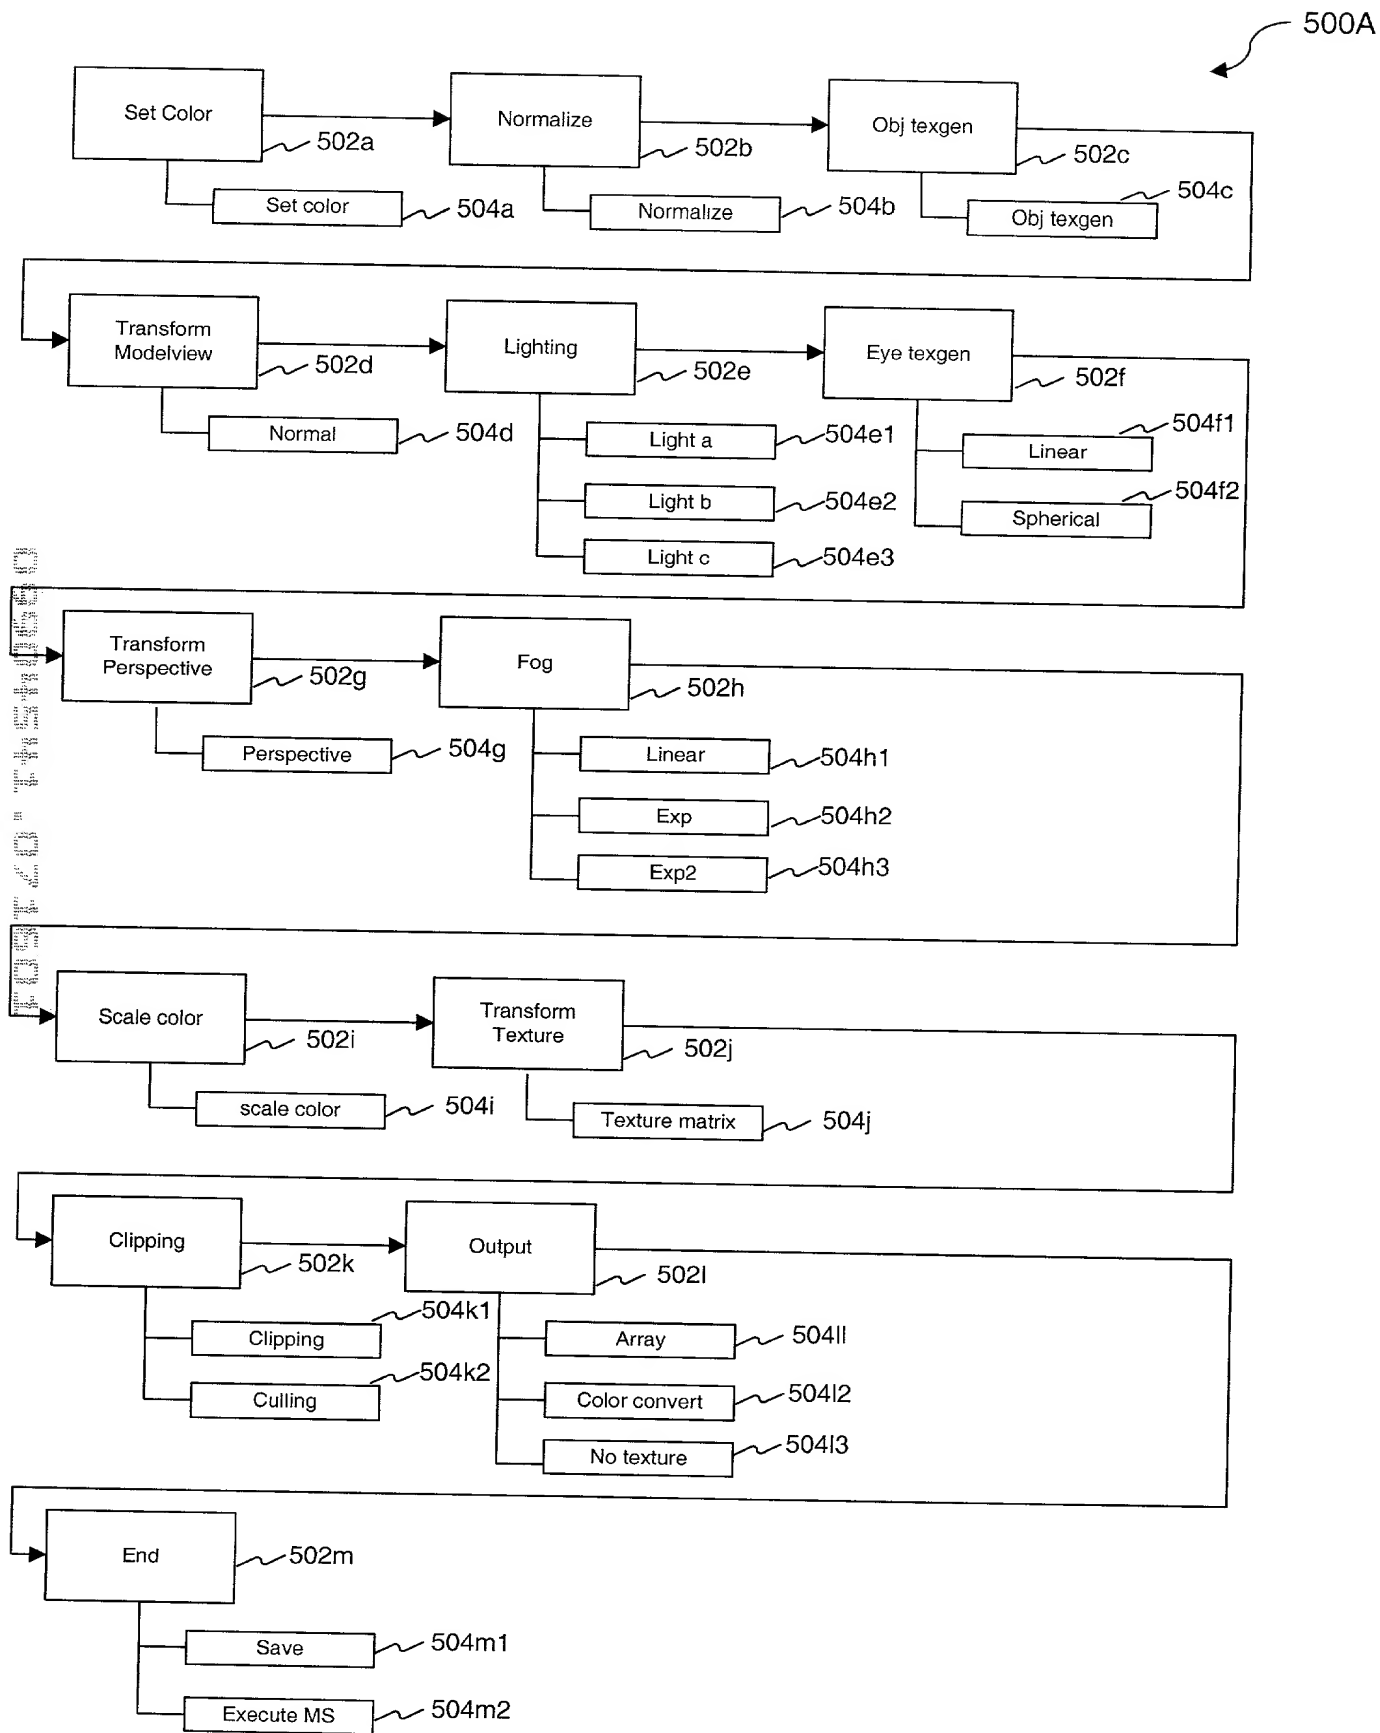 500A
Set Color
502a
Set color
504a
Normalize
502b
Normalize
504b
Obj texgen
502c
504c
Obj texgen
Transform
Modelview
502d
Normal
504d
Lighting
502e
Light a
504e1
Light b
504e2
Light c
504e3
Eye texgen
502f
504f1
Linear
504f2
Spherical
Transform
Perspective
502g
Perspective
504g
Fog
502h
Linear
504h1
Exp
504h2
Exp2
504h3
Scale color
502i
scale color
504i
Transform
Texture
502j
Texture matrix
504j
Clipping
502k
504k1
Clipping
504k2
Culling
Output
502l
Array
504ll
Color convert
504l2
No texture
504l3
End
502m
Save
504m1
Execute MS
504m2